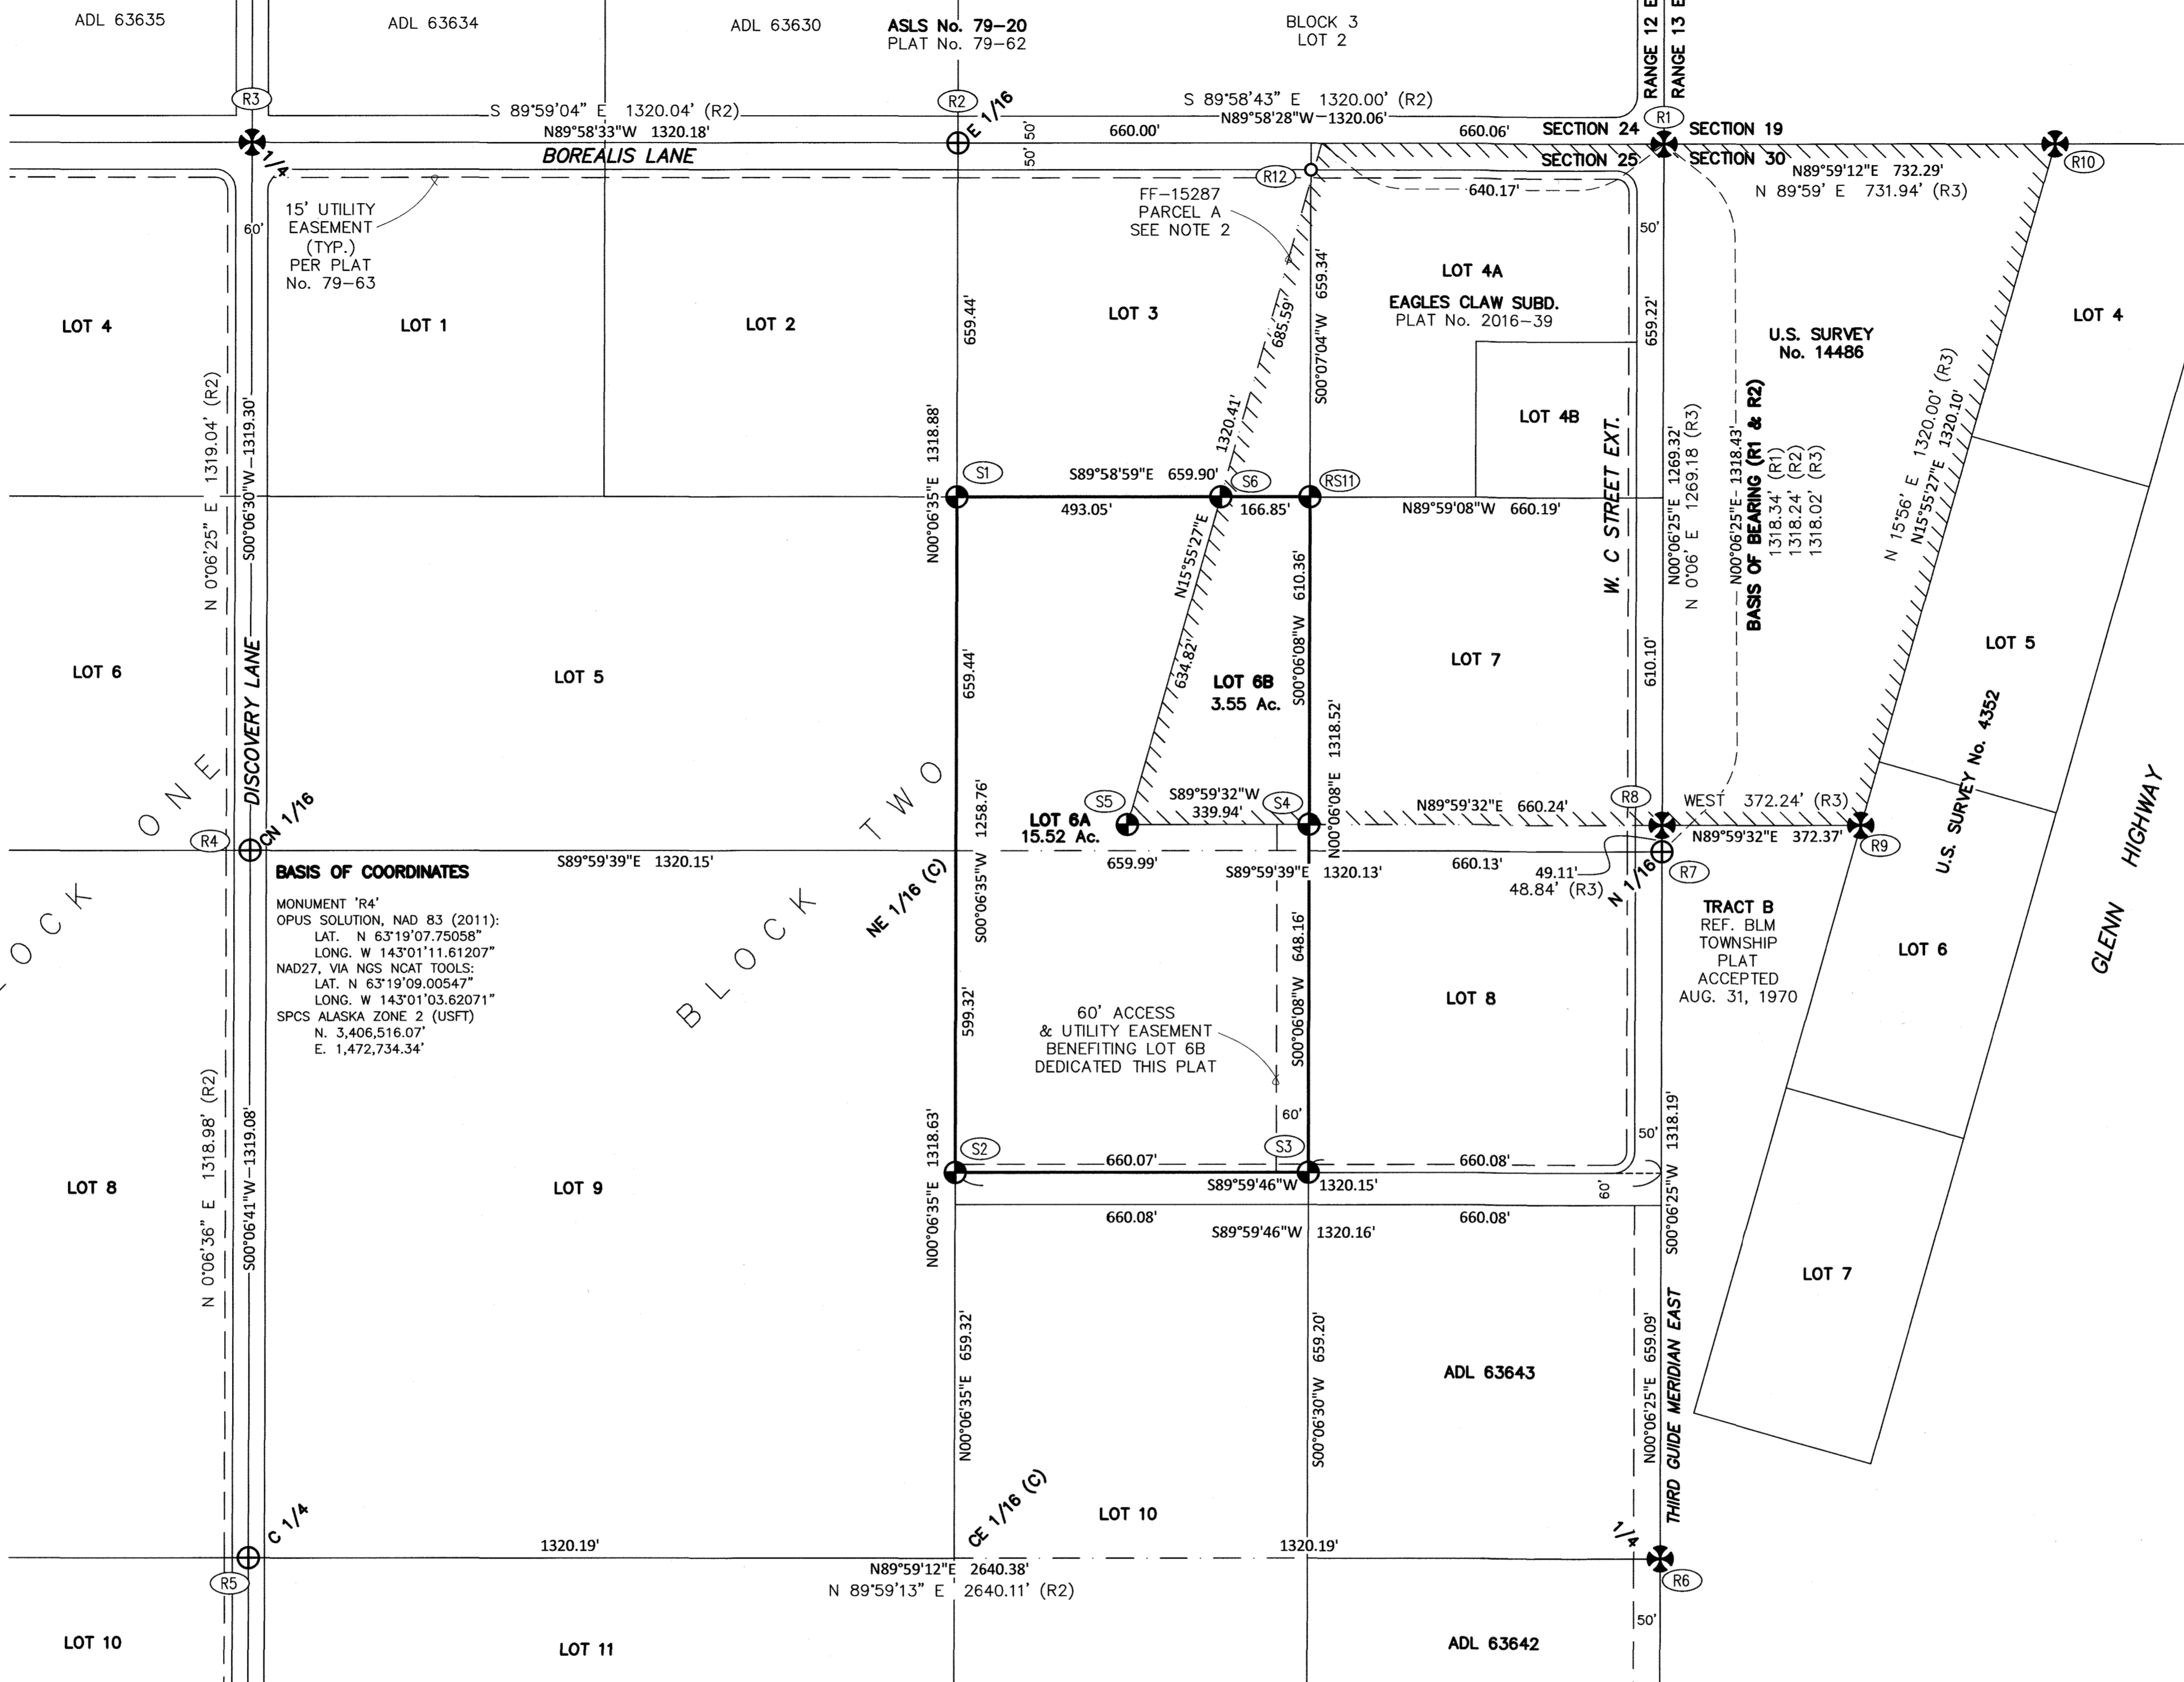 ADL 63635
ADL 63634
ADL 63630
ASLS No. 79-20
PLAT No. 79-62
BLOCK 3
LOT 2
RANGE 12 E
RANGE 13 E
R3
S 89°59'04" E 1320.04' (R2)
N89°58'33"W 1320.18'
BOREALIS LANE
1/4
R2
E 1/16
50'
50'
S 89°58'43" E 1320.00' (R2)
N89°58'28"W 1320.06'
660.00'
660.06'
R1
SECTION 24
SECTION 19
SECTION 25
SECTION 30
N89°59'12"E 732.29'
N 89°59' E 731.94' (R3)
R10
R12
640.17'
15' UTILITY
EASEMENT
(TYP.)
PER PLAT
No. 79-63
60'
FF-15287
PARCEL A
SEE NOTE 2
50'
LOT 4
LOT 1
LOT 2
LOT 3
LOT 4A
EAGLES CLAW SUBD.
PLAT No. 2016-39
LOT 4B
U.S. SURVEY
No. 14486
LOT 4
N 0°06'25" E 1319.04' (R2)
S00°06'30"W 1319.30'
659.44'
N00°06'35"E 1318.88'
685.59'
1320.41'
S00°07'04"W 659.34'
659.22'
W. C STREET EXT.
N00°06'25"E 1269.32'
N 0°06' E 1269.18 (R3)
N00°06'25"E 1318.43'
BASIS OF BEARING (R1 & R2)
1318.34' (R1)
1318.24' (R2)
1318.02' (R3)
N 15°56' E 1320.00' (R3)
N15°55'27"E 1320.10'
S1
S89°58'59"E 659.90'
S6
RS11
493.05'
166.85'
N89°59'08"W 660.19'
N15°55'27"E
634.82'
S00°06'08"W 610.36'
N00°06'08"E 1318.52'
610.10'
659.44'
LOT 6
LOT 5
LOT 6B
3.55 Ac.
LOT 7
LOT 5
U.S. SURVEY No. 4352
GLENN HIGHWAY
DISCOVERY LANE
BLOCK TWO
LOCK ONE
CN 1/16
R4
S5
S89°59'32"W
339.94'
S4
N89°59'32"E 660.24'
R8
WEST 372.24' (R3)
N89°59'32"E 372.37'
R9
LOT 6A
15.52 Ac.
S89°59'39"E 1320.15'
659.99'
S89°59'39"E 1320.13'
660.13'
49.11'
48.84' (R3)
N 1/16
R7
NE 1/16 (C)
S00°06'35"W 1258.76'
BASIS OF COORDINATES
MONUMENT 'R4'
OPUS SOLUTION, NAD 83 (2011):
LAT. N 63°19'07.75058"
LONG. W 143°01'11.61207"
NAD27, VIA NGS NCAT TOOLS:
LAT. N 63°19'09.00547"
LONG. W 143°01'03.62071"
SPCS ALASKA ZONE 2 (USFT)
N. 3,406,516.07'
E. 1,472,734.34'
TRACT B
REF. BLM
TOWNSHIP
PLAT
ACCEPTED
AUG. 31, 1970
LOT 6
LOT 8
60' ACCESS
& UTILITY EASEMENT
BENEFITING LOT 6B
DEDICATED THIS PLAT
599.32'
S00°06'08"W 648.16'
60'
N 0°06'36" E 1318.98' (R2)
S00°06'41"W 1319.08'
N00°06'35"E 1318.63'
S2
S3
660.07'
660.08'
50'
S89°59'46"W 1320.15'
60'
660.08'
660.08'
S89°59'46"W 1320.16'
S00°06'25"W 1318.19'
LOT 8
LOT 9
LOT 7
N00°06'35"E 659.32'
S00°06'30"W 659.20'
N00°06'25"E 659.09'
THIRD GUIDE MERIDIAN EAST
ADL 63643
C 1/4
CE 1/16 (C)
LOT 10
1/4
1320.19'
1320.19'
N89°59'12"E 2640.38'
N 89°59'13" E 2640.11' (R2)
R5
R6
50'
LOT 10
LOT 11
ADL 63642